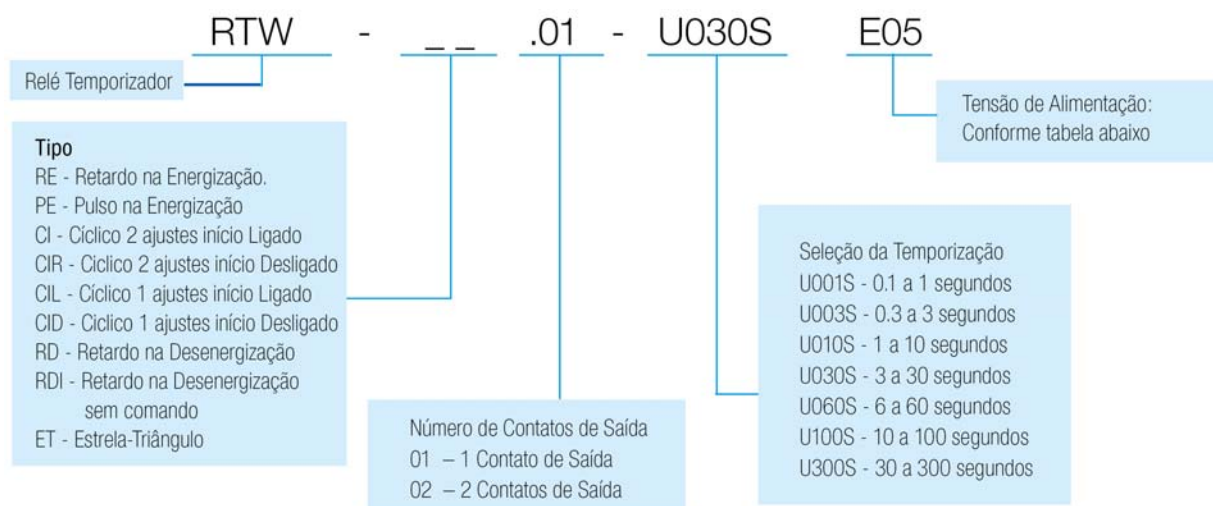 RTW - _ _ .01 - U030S E05
Relé Temporizador
Tensão de Alimentação:
Conforme tabela abaixo
Tipo
RE - Retardo na Energização.
PE - Pulso na Energização
CI - Cíclico 2 ajustes início Ligado
CIR - Ciclico 2 ajustes início Desligado
CIL - Cíclico 1 ajustes início Ligado
CID - Ciclico 1 ajustes início Desligado
RD - Retardo na Desenergização
RDI - Retardo na Desenergização
sem comando
ET - Estrela-Triângulo
Número de Contatos de Saída
01 – 1 Contato de Saída
02 – 2 Contatos de Saída
Seleção da Temporização
U001S - 0.1 a 1 segundos
U003S - 0.3 a 3 segundos
U010S - 1 a 10 segundos
U030S - 3 a 30 segundos
U060S - 6 a 60 segundos
U100S - 10 a 100 segundos
U300S - 30 a 300 segundos